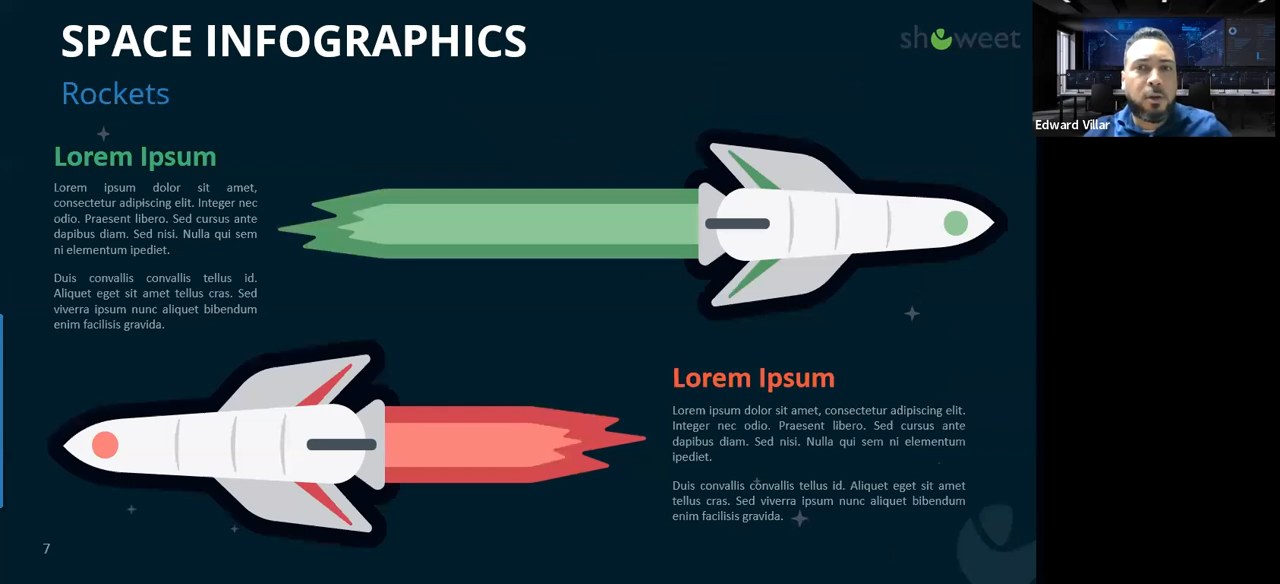 SPACE INFOGRAPHICS
showeet
Rockets
Edward Villar
Lorem Ipsum
Lorem ipsum dolor sit amet,
consectetur adipiscing elit. Integer nec
odio. Praesent libero. Sed cursus ante
dapibus diam. Sed nisi. Nulla qui sem
ni elementum ipediet.
Duis convallis convallis tellus id.
Aliquet eget sit amet tellus cras. Sed
viverra ipsum nunc aliquet bibendum
enim facilisis gravida.
Lorem Ipsum
Lorem ipsum dolor sit amet, consectetur adipiscing elit.
Integer nec odio. Praesent libero. Sed cursus ante
dapibus diam. Sed nisi. Nulla qui sem ni elementum
ipediet.
Duis convallis convallis tellus id. Aliquet eget sit amet
tellus cras. Sed viverra ipsum nunc aliquet bibendum
enim facilisis gravida.
7